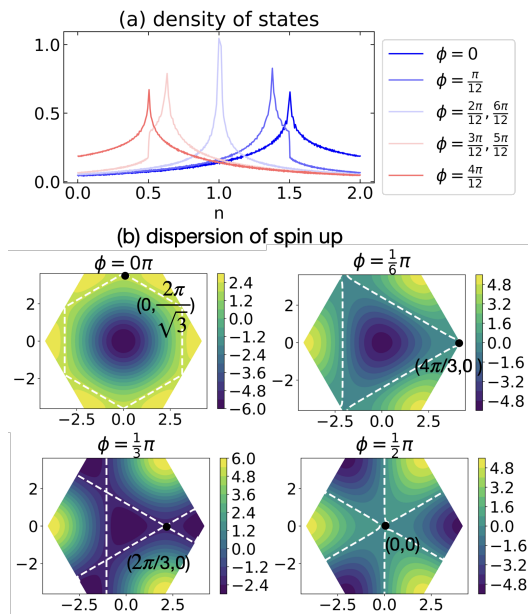 (a) density of states
1.0
0.5
0.0
0.0 0.5 1.0 1.5 2.0
n
ϕ = 0
ϕ = π/12
ϕ = 2π/12, 6π/12
ϕ = 3π/12, 5π/12
ϕ = 4π/12
(b) dispersion of spin up
ϕ = 0π
2
0
−2
−2.5 0.0 2.5
(0, 2π/√3)
3.2
2.0
0.8
−0.4
−1.6
−2.8
−4.0
−5.2
−6.0
ϕ = 1/6 π
2
0
−2
−2.5 0.0 2.5
(4π/3,0)
4.8
3.2
1.6
0.0
−1.6
−3.2
−4.8
ϕ = 1/3 π
2
0
−2
−2.5 0.0 2.5
(2π/3,0)
6.0
4.8
3.6
2.4
1.2
0.0
−1.2
−2.4
ϕ = 1/2 π
2
0
−2
−2.5 0.0 2.5
(0,0)
4.8
3.2
1.6
0.0
−1.6
−3.2
−4.8